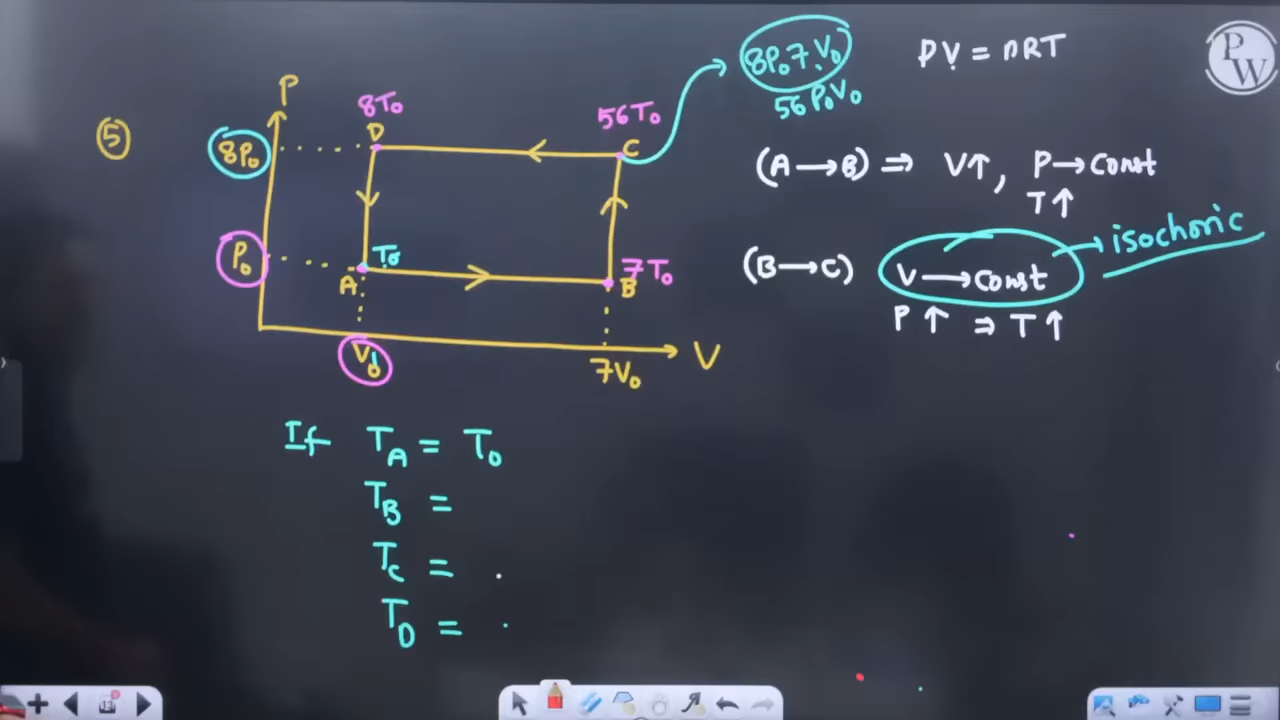 ⑤
P
8P₀
P₀
8T₀
D
56T₀
C
T₀
A
7T₀
B
V₀
7V₀
V
8P₀7V₀
56P₀V₀
PV = nRT
(A→B) ⇒ V↑, P→Const
T↑
(B→C) V→Const → isochoric
P↑ ⇒ T↑
If T_A = T₀
T_B =
T_C =
T_D =
PW
13